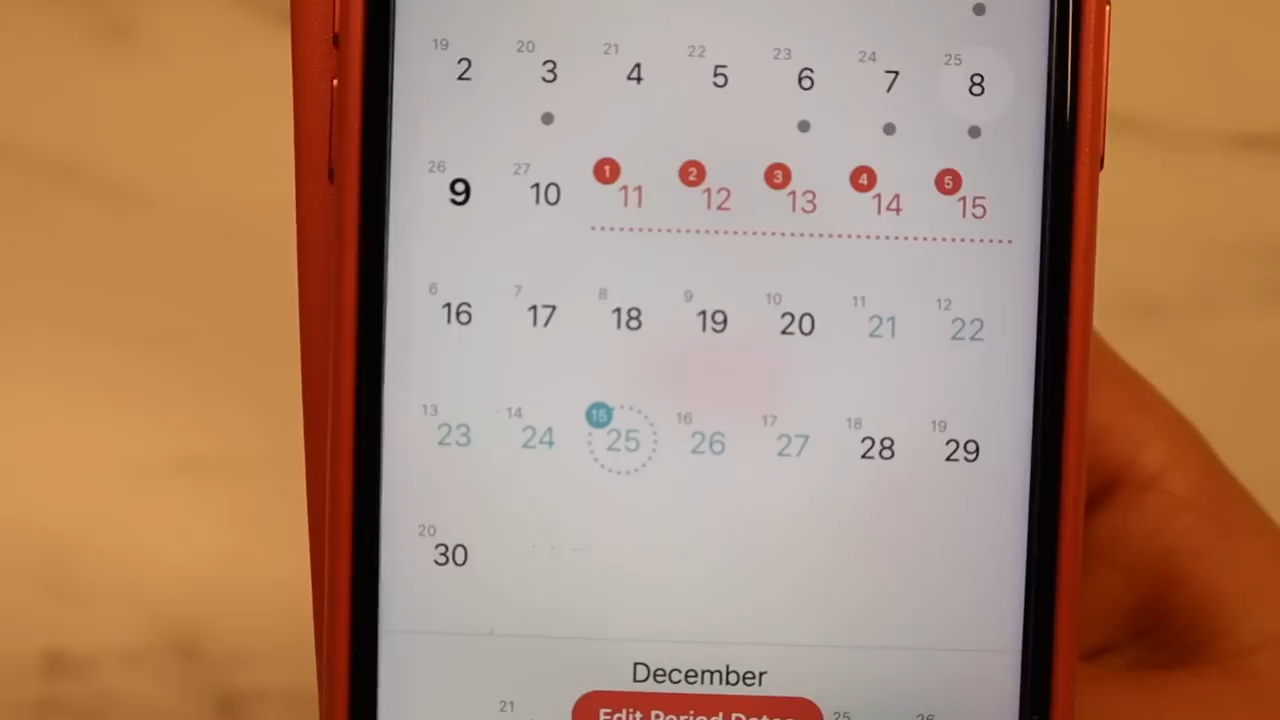 19 20 21 22 23 24 25
2 3 4 5 6 7 8
26 27 1 2 3 4 5
9 10 11 12 13 14 15
6 7 8 9 10 11 12
16 17 18 19 20 21 22
13 14 15 16 17 18 19
23 24 25 26 27 28 29
20
30
December
21 25 26
Edit Period Dates